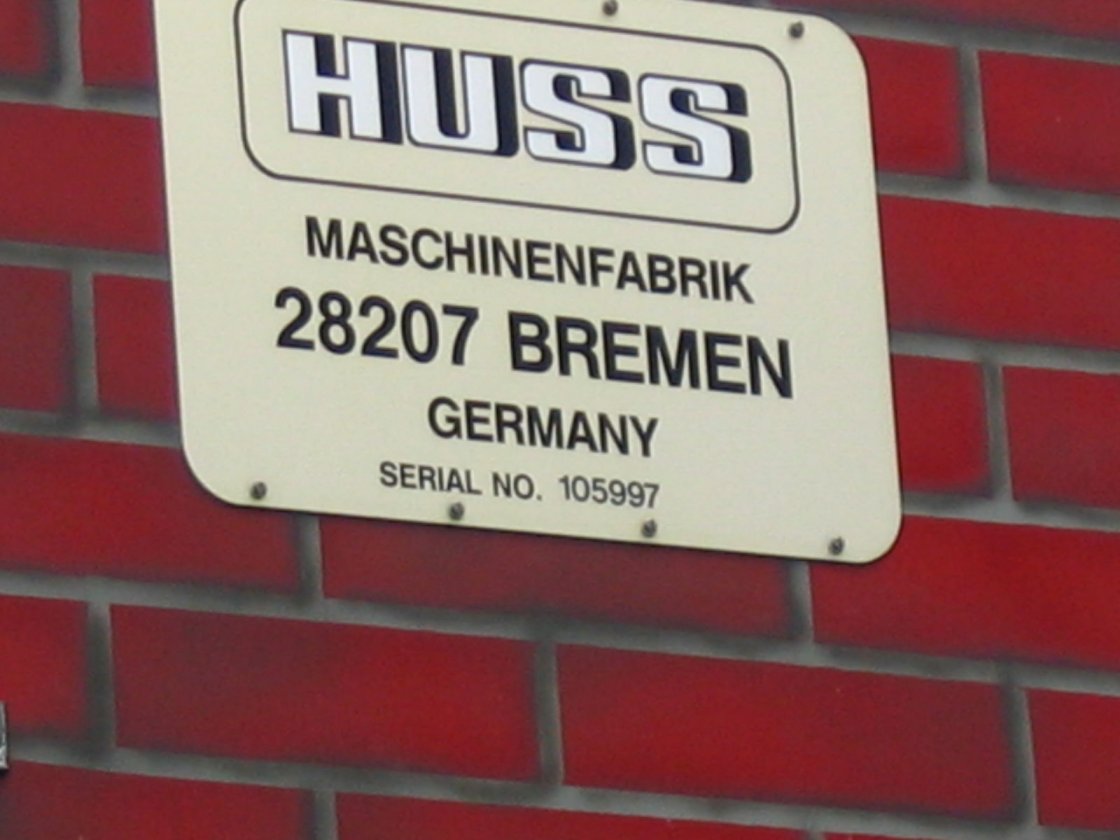 HUSS
MASCHINENFABRIK
28207 BREMEN
GERMANY
SERIAL NO. 105997